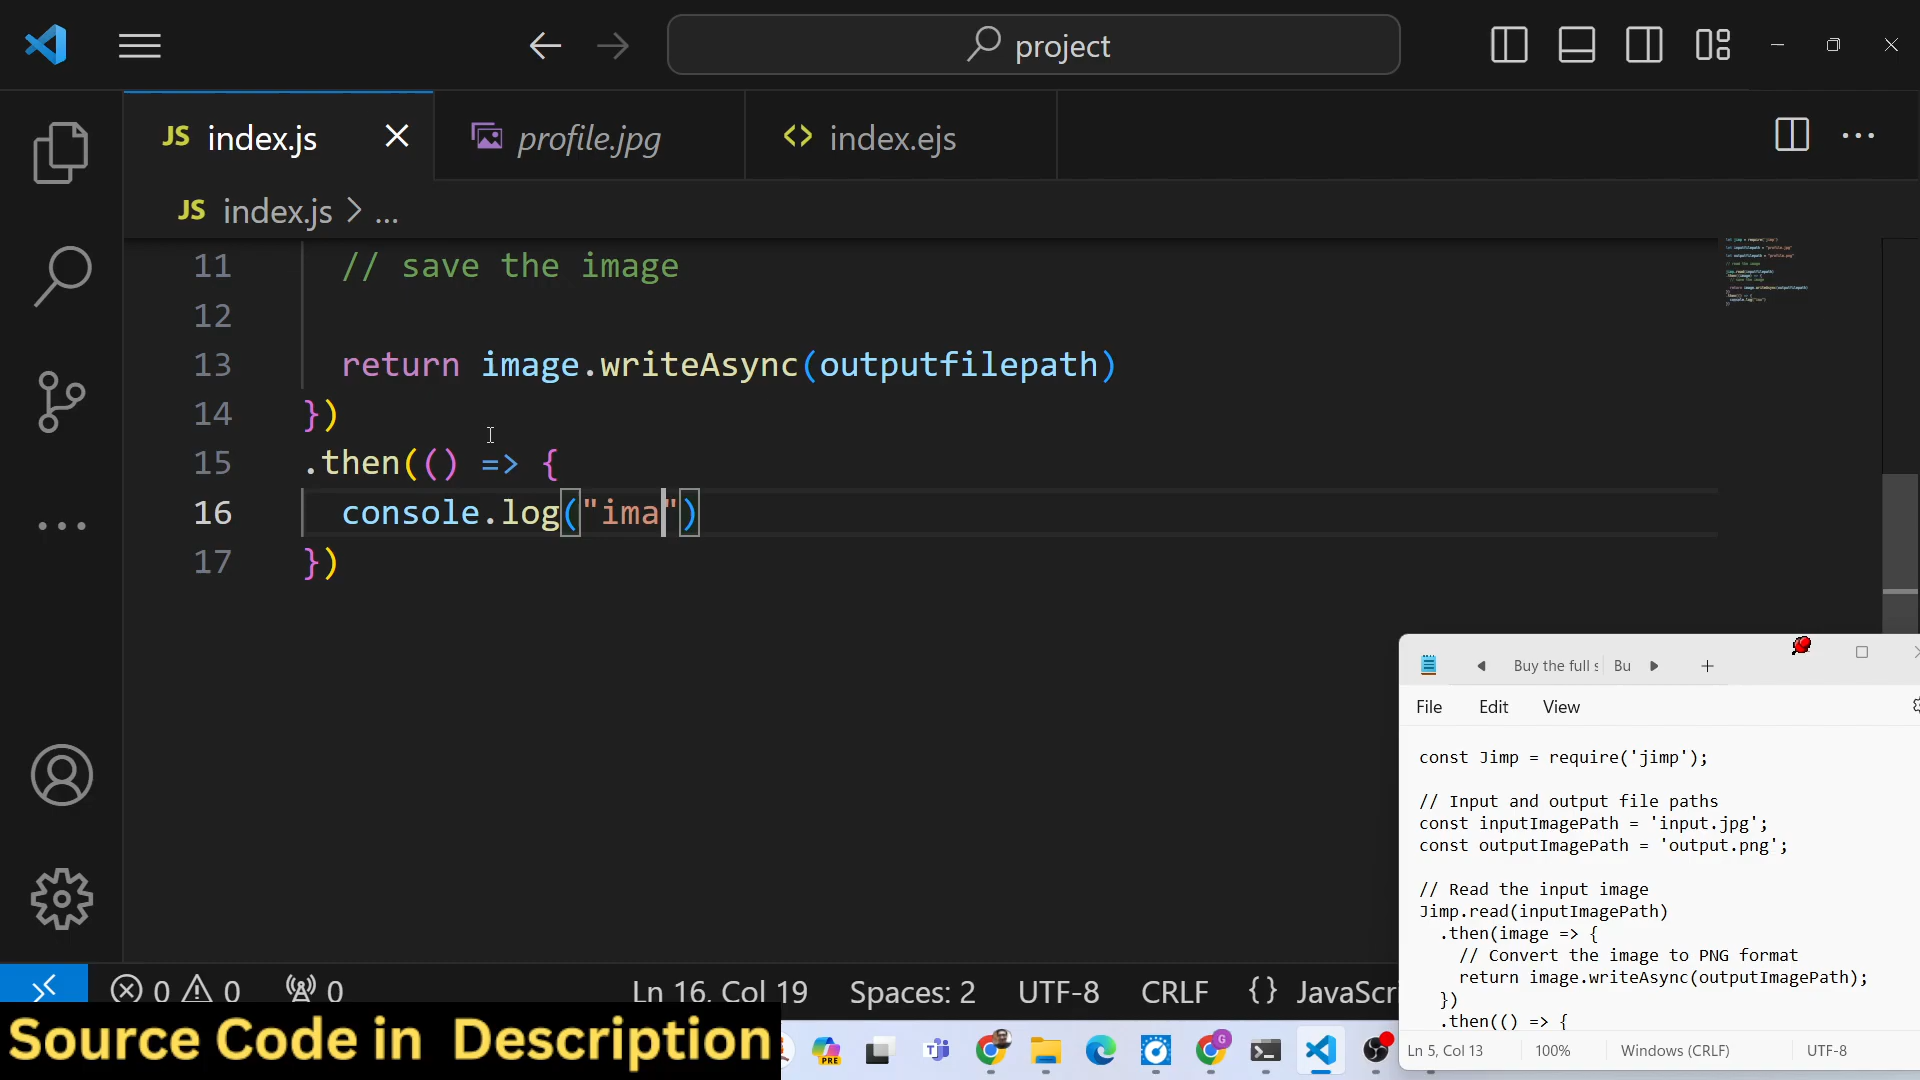 project
JS index.js
profile.jpg
<> index.ejs
JS index.js > ...
11 // save the image
12
13 return image.writeAsync(outputfilepath)
14 })
15 .then(() => {
16 console.log("ima")
17 })
0 0 0
Ln 16, Col 19
Spaces: 2
UTF-8
CRLF
{} JavaScri
Buy the full s
Bu
File Edit View
const Jimp = require('jimp');
// Input and output file paths
const inputImagePath = 'input.jpg';
const outputImagePath = 'output.png';
// Read the input image
Jimp.read(inputImagePath)
.then(image => {
// Convert the image to PNG format
return image.writeAsync(outputImagePath);
})
.then(() => {
Ln 5, Col 13
100%
Windows (CRLF)
UTF-8
Source Code in Description
PRE
G